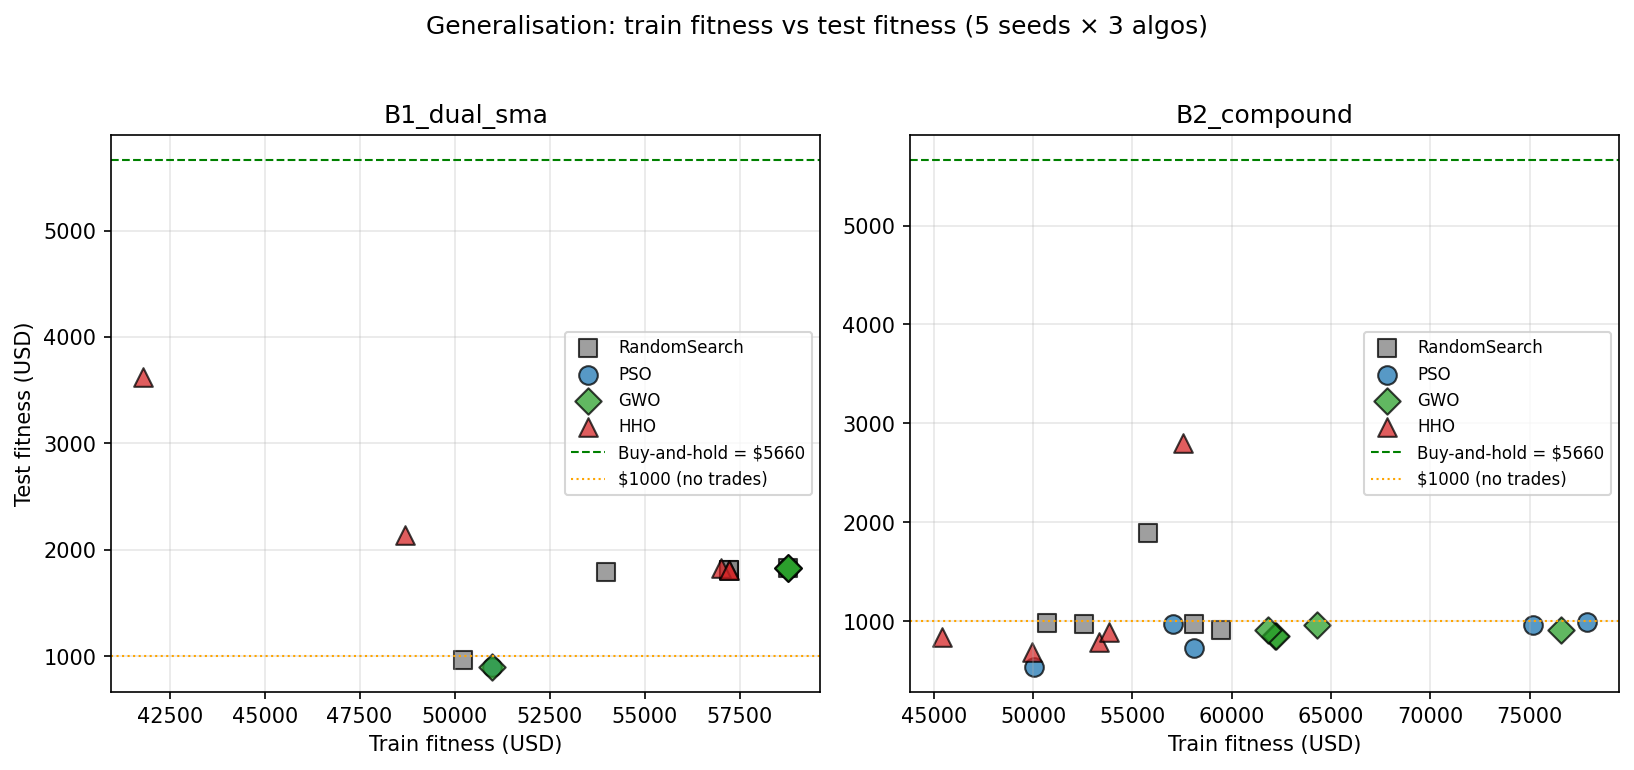 Generalisation: train fitness vs test fitness (5 seeds × 3 algos)
B1_dual_sma
5000
4000
3000
2000
1000
Test fitness (USD)
42500 45000 47500 50000 52500 55000 57500
Train fitness (USD)
RandomSearch
PSO
GWO
HHO
Buy-and-hold = $5660
$1000 (no trades)
B2_compound
5000
4000
3000
2000
1000
45000 50000 55000 60000 65000 70000 75000
Train fitness (USD)
RandomSearch
PSO
GWO
HHO
Buy-and-hold = $5660
$1000 (no trades)